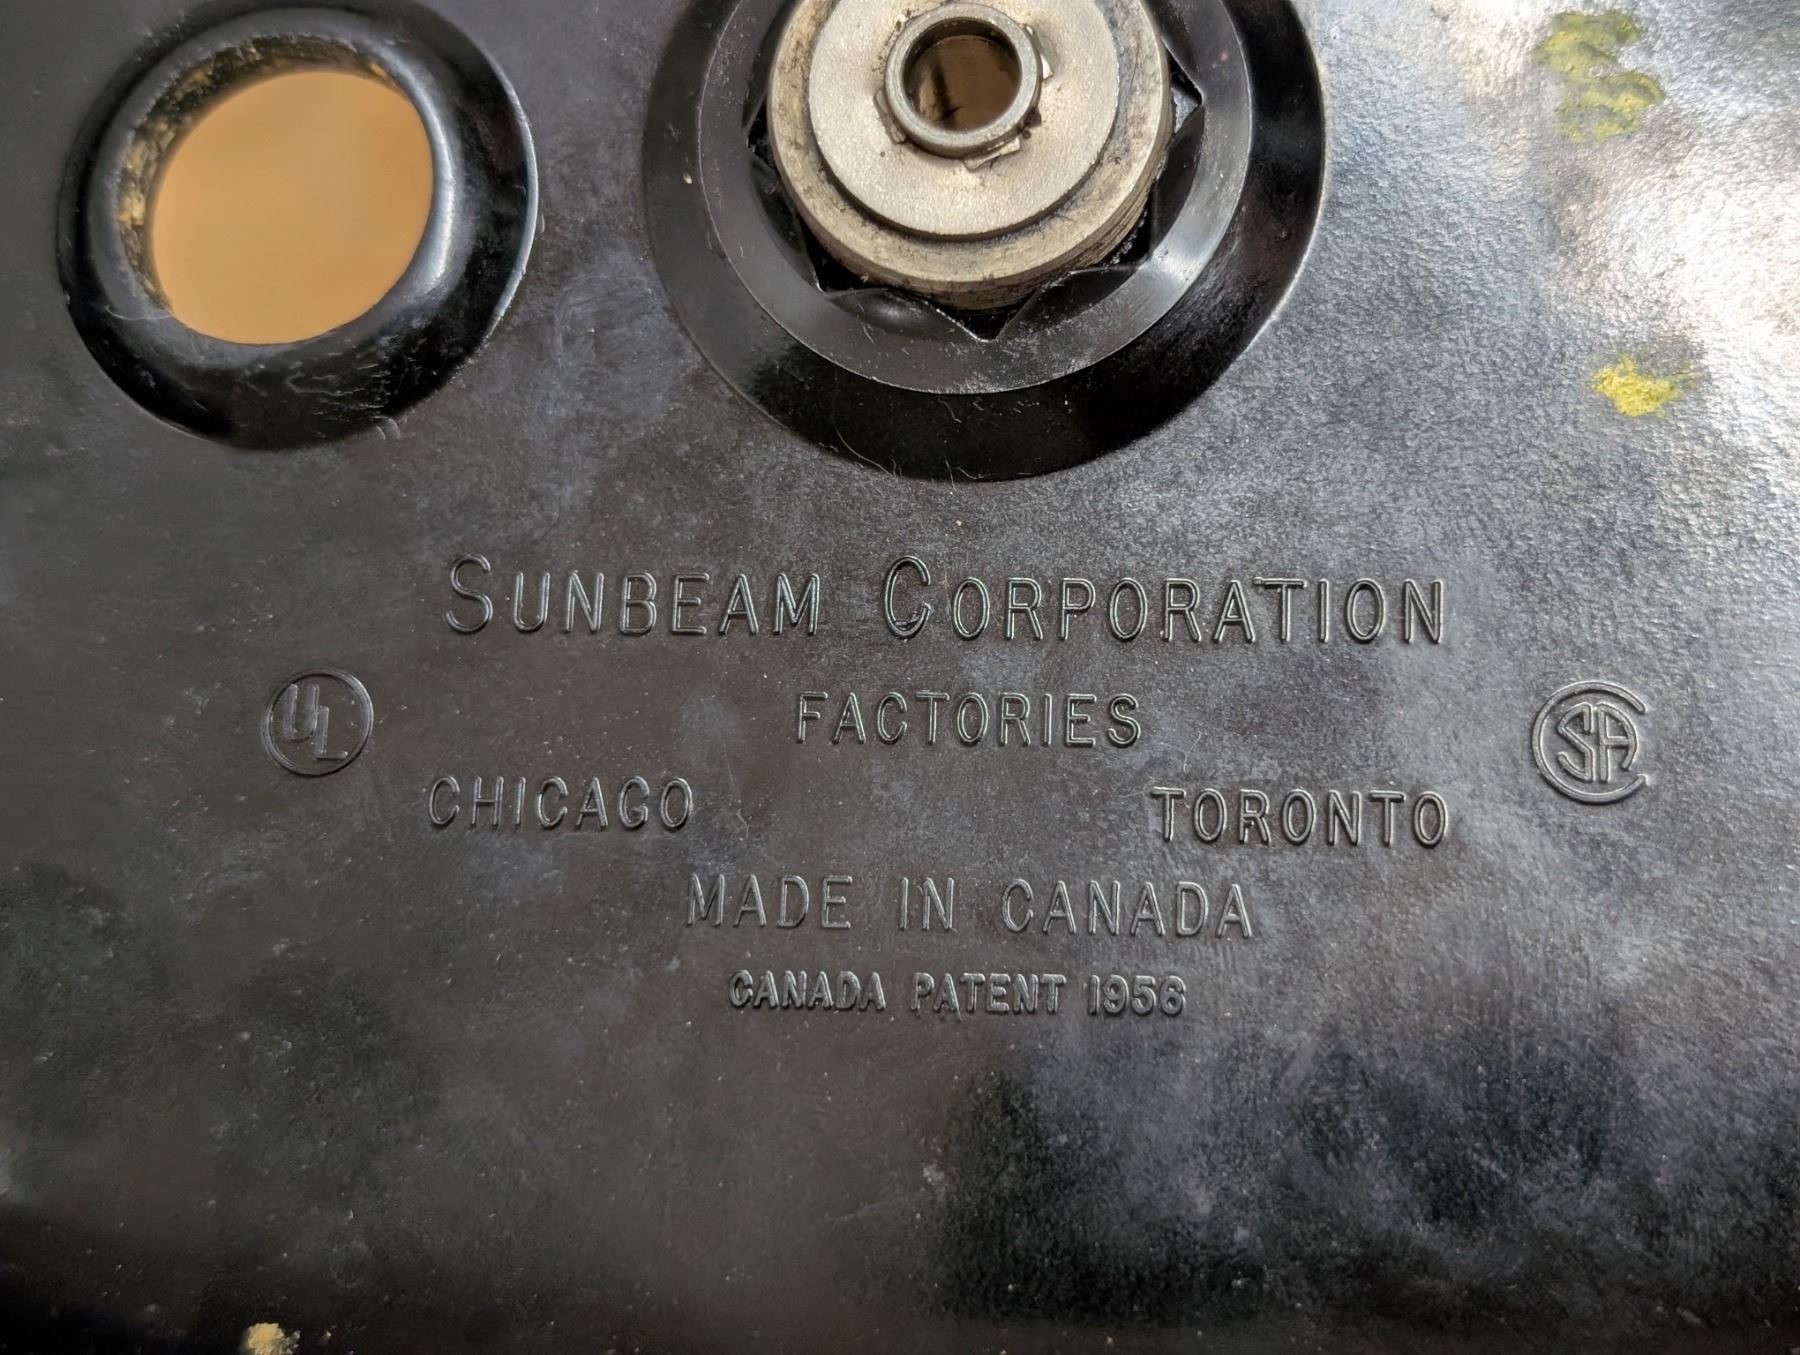 SUNBEAM CORPORATION
UL FACTORIES SA
CHICAGO TORONTO
MADE IN CANADA
CANADA PATENT 1956